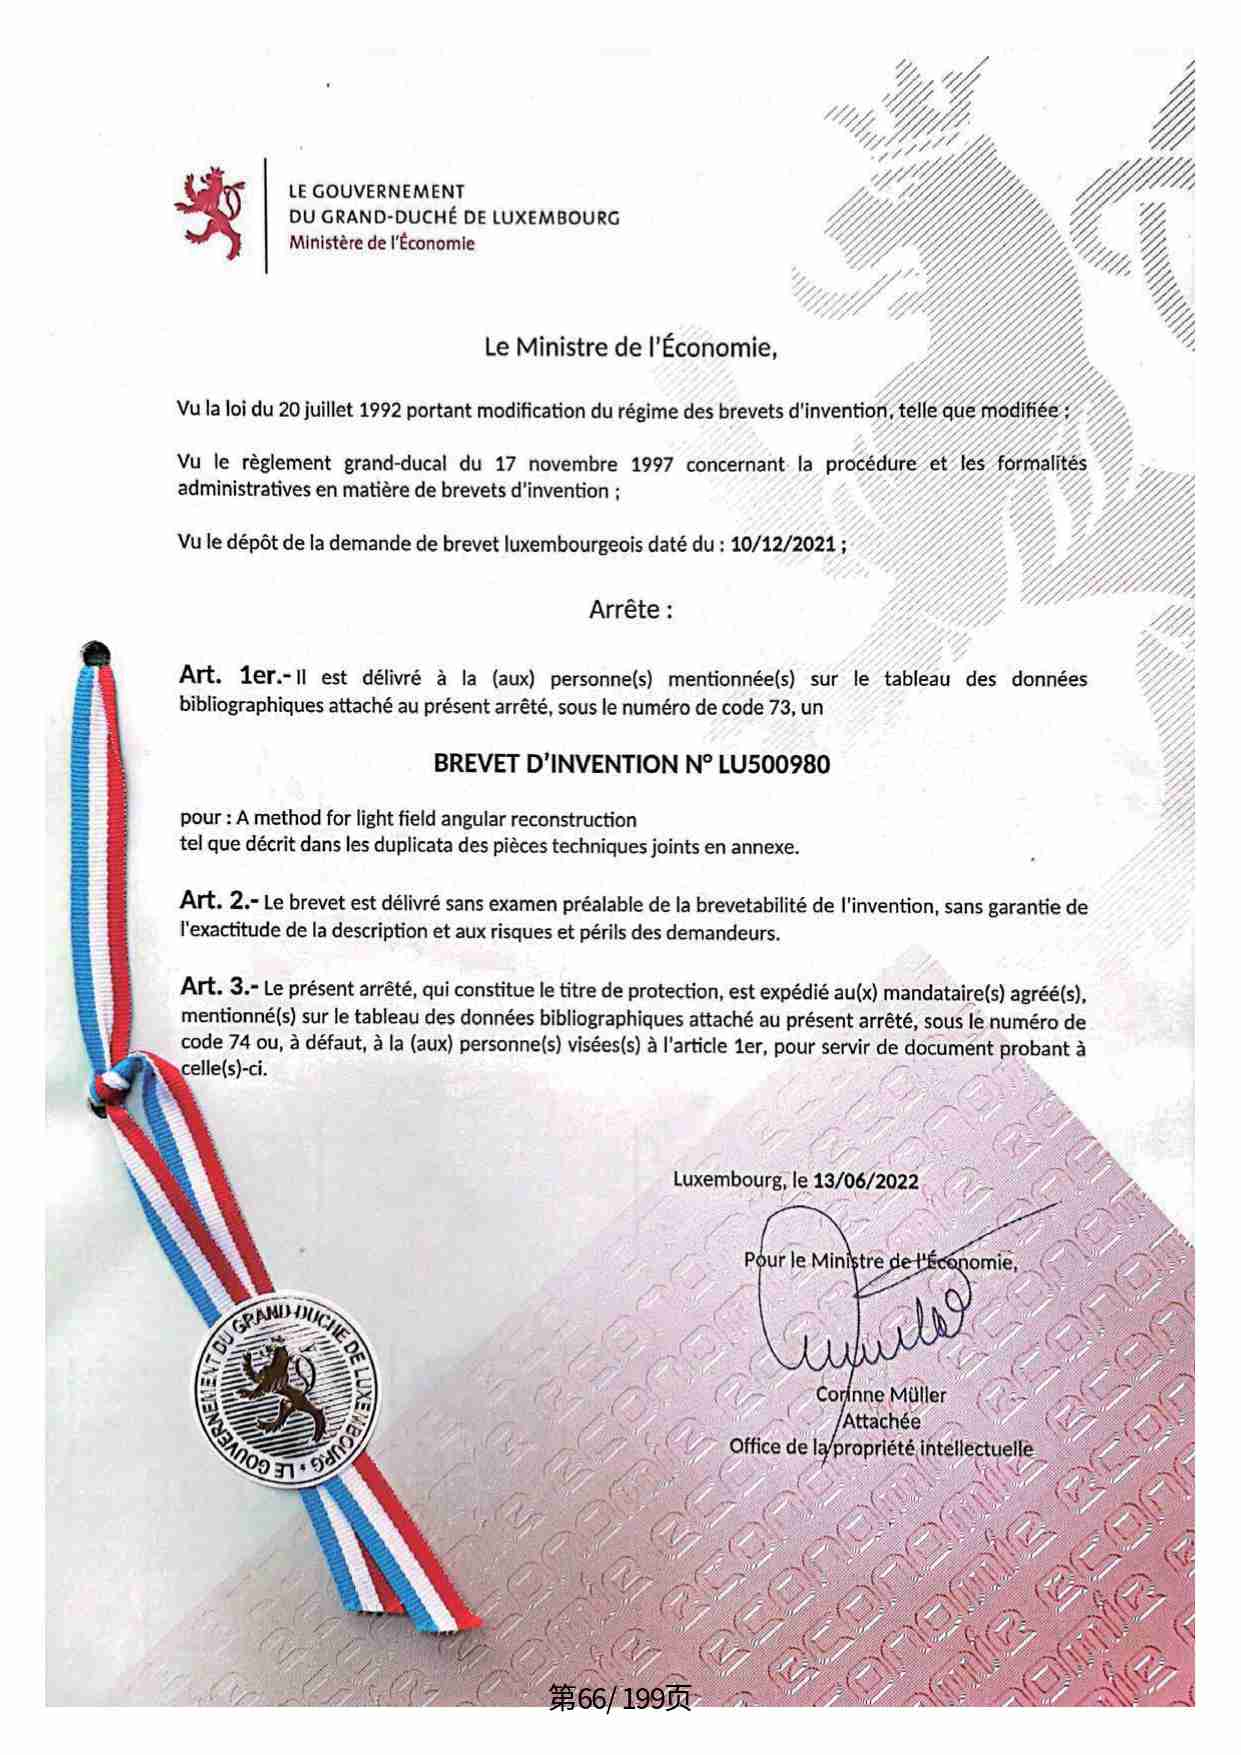 LE GOUVERNEMENT
DU GRAND-DUCHÉ DE LUXEMBOURG
Ministère de l'Économie
Le Ministre de l'Économie,
Vu la loi du 20 juillet 1992 portant modification du régime des brevets d'invention, telle que modifiée ;
Vu le règlement grand-ducal du 17 novembre 1997 concernant la procédure et les formalités
administratives en matière de brevets d'invention ;
Vu le dépôt de la demande de brevet luxembourgeois daté du : 10/12/2021 ;
Arrête :
Art. 1er.- Il est délivré à la (aux) personne(s) mentionnée(s) sur le tableau des données
bibliographiques attaché au présent arrêté, sous le numéro de code 73, un
BREVET D'INVENTION N° LU500980
pour : A method for light field angular reconstruction
tel que décrit dans les duplicata des pièces techniques joints en annexe.
Art. 2.- Le brevet est délivré sans examen préalable de la brevetabilité de l'invention, sans garantie de
l'exactitude de la description et aux risques et périls des demandeurs.
Art. 3.- Le présent arrêté, qui constitue le titre de protection, est expédié au(x) mandataire(s) agréé(s),
mentionné(s) sur le tableau des données bibliographiques attaché au présent arrêté, sous le numéro de
code 74 ou, à défaut, à la (aux) personne(s) visées(s) à l'article 1er, pour servir de document probant à
celle(s)-ci.
Luxembourg, le 13/06/2022
Pour le Ministre de l'Économie,
Corinne Müller
Attachée
Office de la propriété intellectuelle
LE GOUVERNEMENT DU GRAND-DUCHE DE LUXEMBOURG
第66/199页